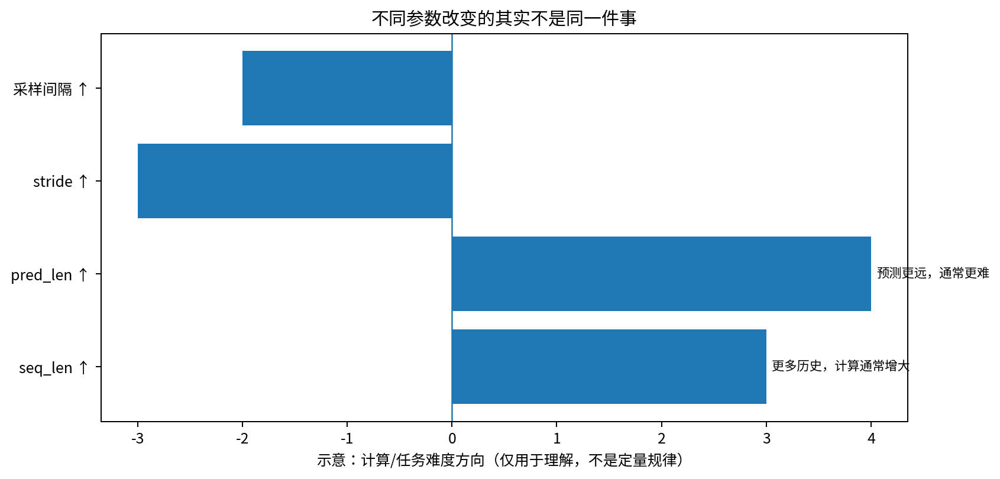 不同参数改变的其实不是同一件事
采样间隔 ↑
stride ↑
pred_len ↑
预测更远，通常更难
seq_len ↑
更多历史，计算通常增大
-3 -2 -1 0 1 2 3 4
示意：计算/任务难度方向（仅用于理解，不是定量规律）